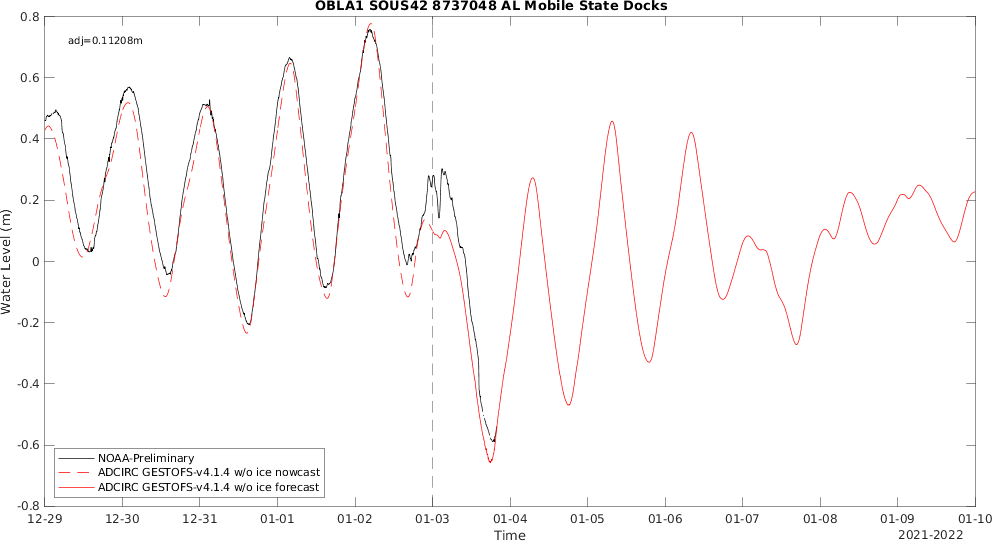 OBLA1 SOUS42 8737048 AL Mobile State Docks
adj=0.11208m
0.8
0.6
0.4
0.2
0
-0.2
-0.4
-0.6
-0.8
Water Level (m)
NOAA-Preliminary
ADCIRC GESTOFS-v4.1.4 w/o ice nowcast
ADCIRC GESTOFS-v4.1.4 w/o ice forecast
12-29 12-30 12-31 01-01 01-02 01-03 01-04 01-05 01-06 01-07 01-08 01-09 01-10
Time
2021-2022